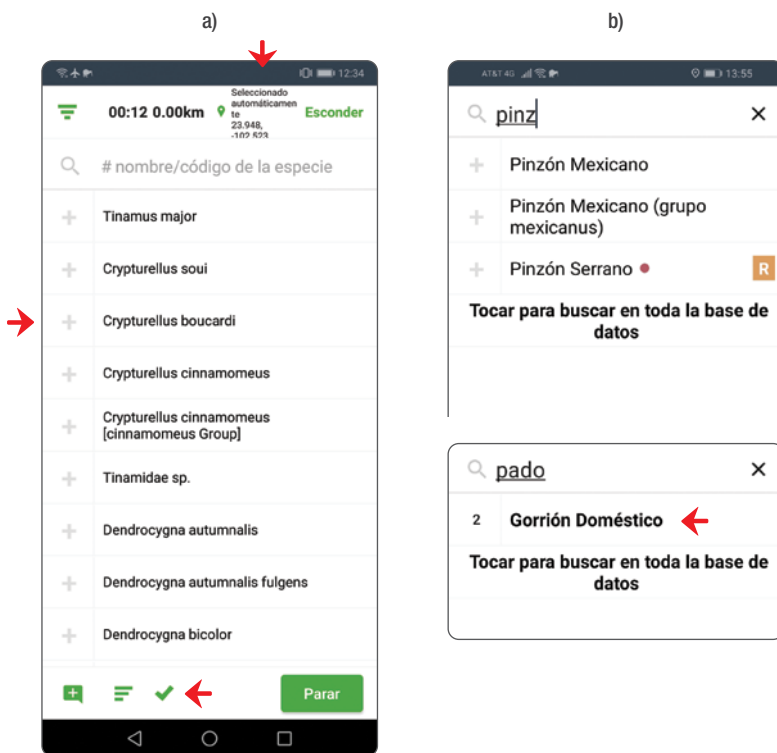 a)
12:34
00:12 0.00km
Seleccionado
automáticamen
te
23.948,
-102.523
Esconder
# nombre/código de la especie
Tinamus major
Crypturellus soui
Crypturellus boucardi
Crypturellus cinnamomeus
Crypturellus cinnamomeus
[cinnamomeus Group]
Tinamidae sp.
Dendrocygna autumnalis
Dendrocygna autumnalis fulgens
Dendrocygna bicolor
Parar
b)
AT&T 4G
13:55
pinz
Pinzón Mexicano
Pinzón Mexicano (grupo
mexicanus)
Pinzón Serrano
R
Tocar para buscar en toda la base de
datos
pado
2 Gorrión Doméstico
Tocar para buscar en toda la base de
datos